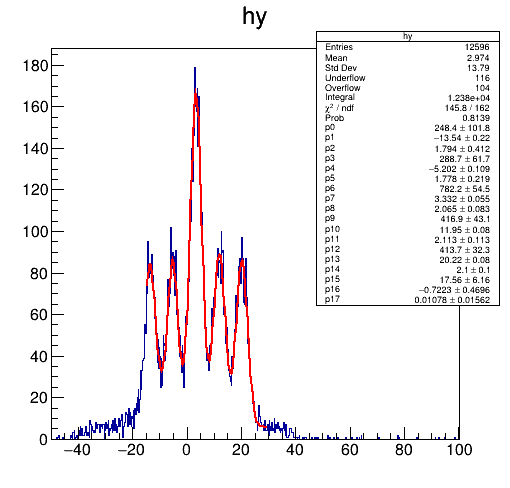 hy
hy
Entries 12596
Mean 2.974
Std Dev 13.79
Underflow 116
Overflow 104
Integral 1.238e+04
χ² / ndf 145.8 / 162
Prob 0.8139
p0 248.4 ± 101.8
p1 −13.54 ± 0.22
p2 1.794 ± 0.412
p3 288.7 ± 61.7
p4 −5.202 ± 0.109
p5 1.778 ± 0.219
p6 782.2 ± 54.5
p7 3.332 ± 0.055
p8 2.065 ± 0.083
p9 416.9 ± 43.1
p10 11.95 ± 0.08
p11 2.113 ± 0.113
p12 413.7 ± 32.3
p13 20.22 ± 0.08
p14 2.1 ± 0.1
p15 17.56 ± 6.16
p16 −0.7223 ± 0.4696
p17 0.01078 ± 0.01562
180
160
140
120
100
80
60
40
20
0
−40 −20 0 20 40 60 80 100